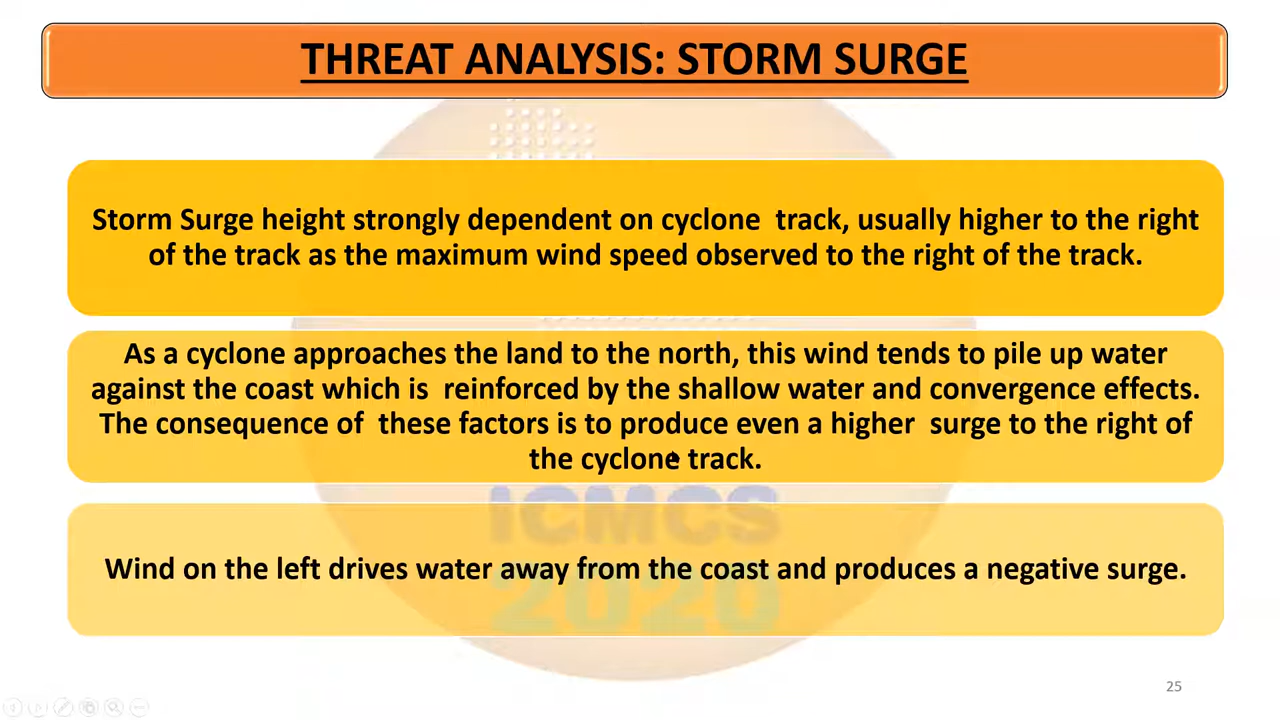 THREAT ANALYSIS: STORM SURGE
Storm Surge height strongly dependent on cyclone track, usually higher to the right
of the track as the maximum wind speed observed to the right of the track.
As a cyclone approaches the land to the north, this wind tends to pile up water
against the coast which is reinforced by the shallow water and convergence effects.
The consequence of these factors is to produce even a higher surge to the right of
the cyclone track.
ICMCS
Wind on the left drives water away from the coast and produces a negative surge.
2020
25